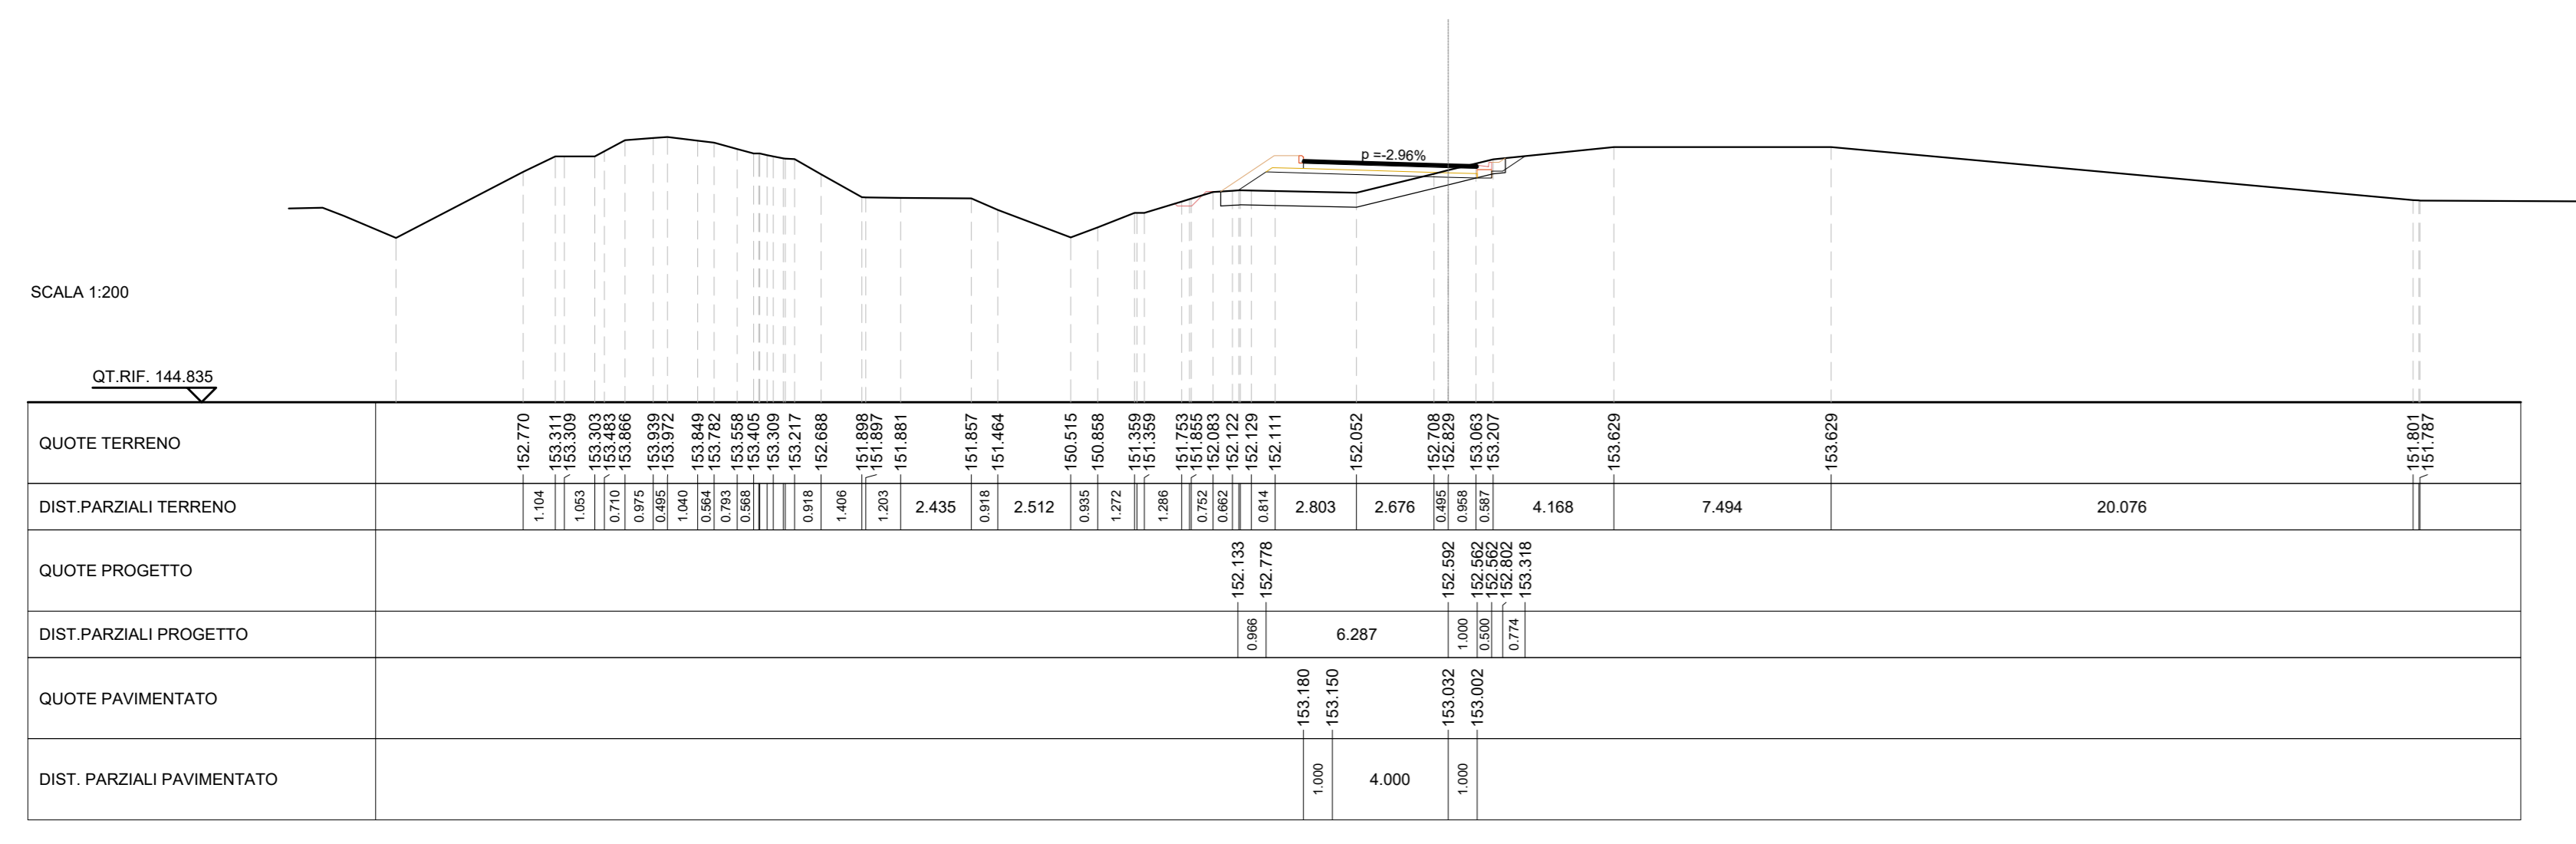 p =-2.96%
SCALA 1:200
QT.RIF. 144.835
QUOTE TERRENO 152.770 153.311 153.309 153.303 153.483 153.866 153.939 153.972 153.849 153.782 153.558 153.405 153.309 153.217 152.688 151.898 151.897 151.881 151.857 151.464 150.515 150.858 151.359 151.359 151.753 151.855 152.083 152.122 152.129 152.111 152.052 152.708 152.829 153.063 153.207 153.629 153.629 151.801 151.787
DIST.PARZIALI TERRENO 1.104 1.053 0.710 0.975 0.495 1.040 0.564 0.793 0.568 0.918 1.406 1.203 2.435 0.918 2.512 0.935 1.272 1.286 0.752 0.662 0.814 2.803 2.676 0.495 0.958 0.587 4.168 7.494 20.076
QUOTE PROGETTO 152.133 152.778 152.592 152.562 152.562 152.802 153.318
DIST.PARZIALI PROGETTO 0.966 6.287 1.000 0.500 0.774
QUOTE PAVIMENTATO 153.180 153.150 153.032 153.002
DIST. PARZIALI PAVIMENTATO 1.000 4.000 1.000